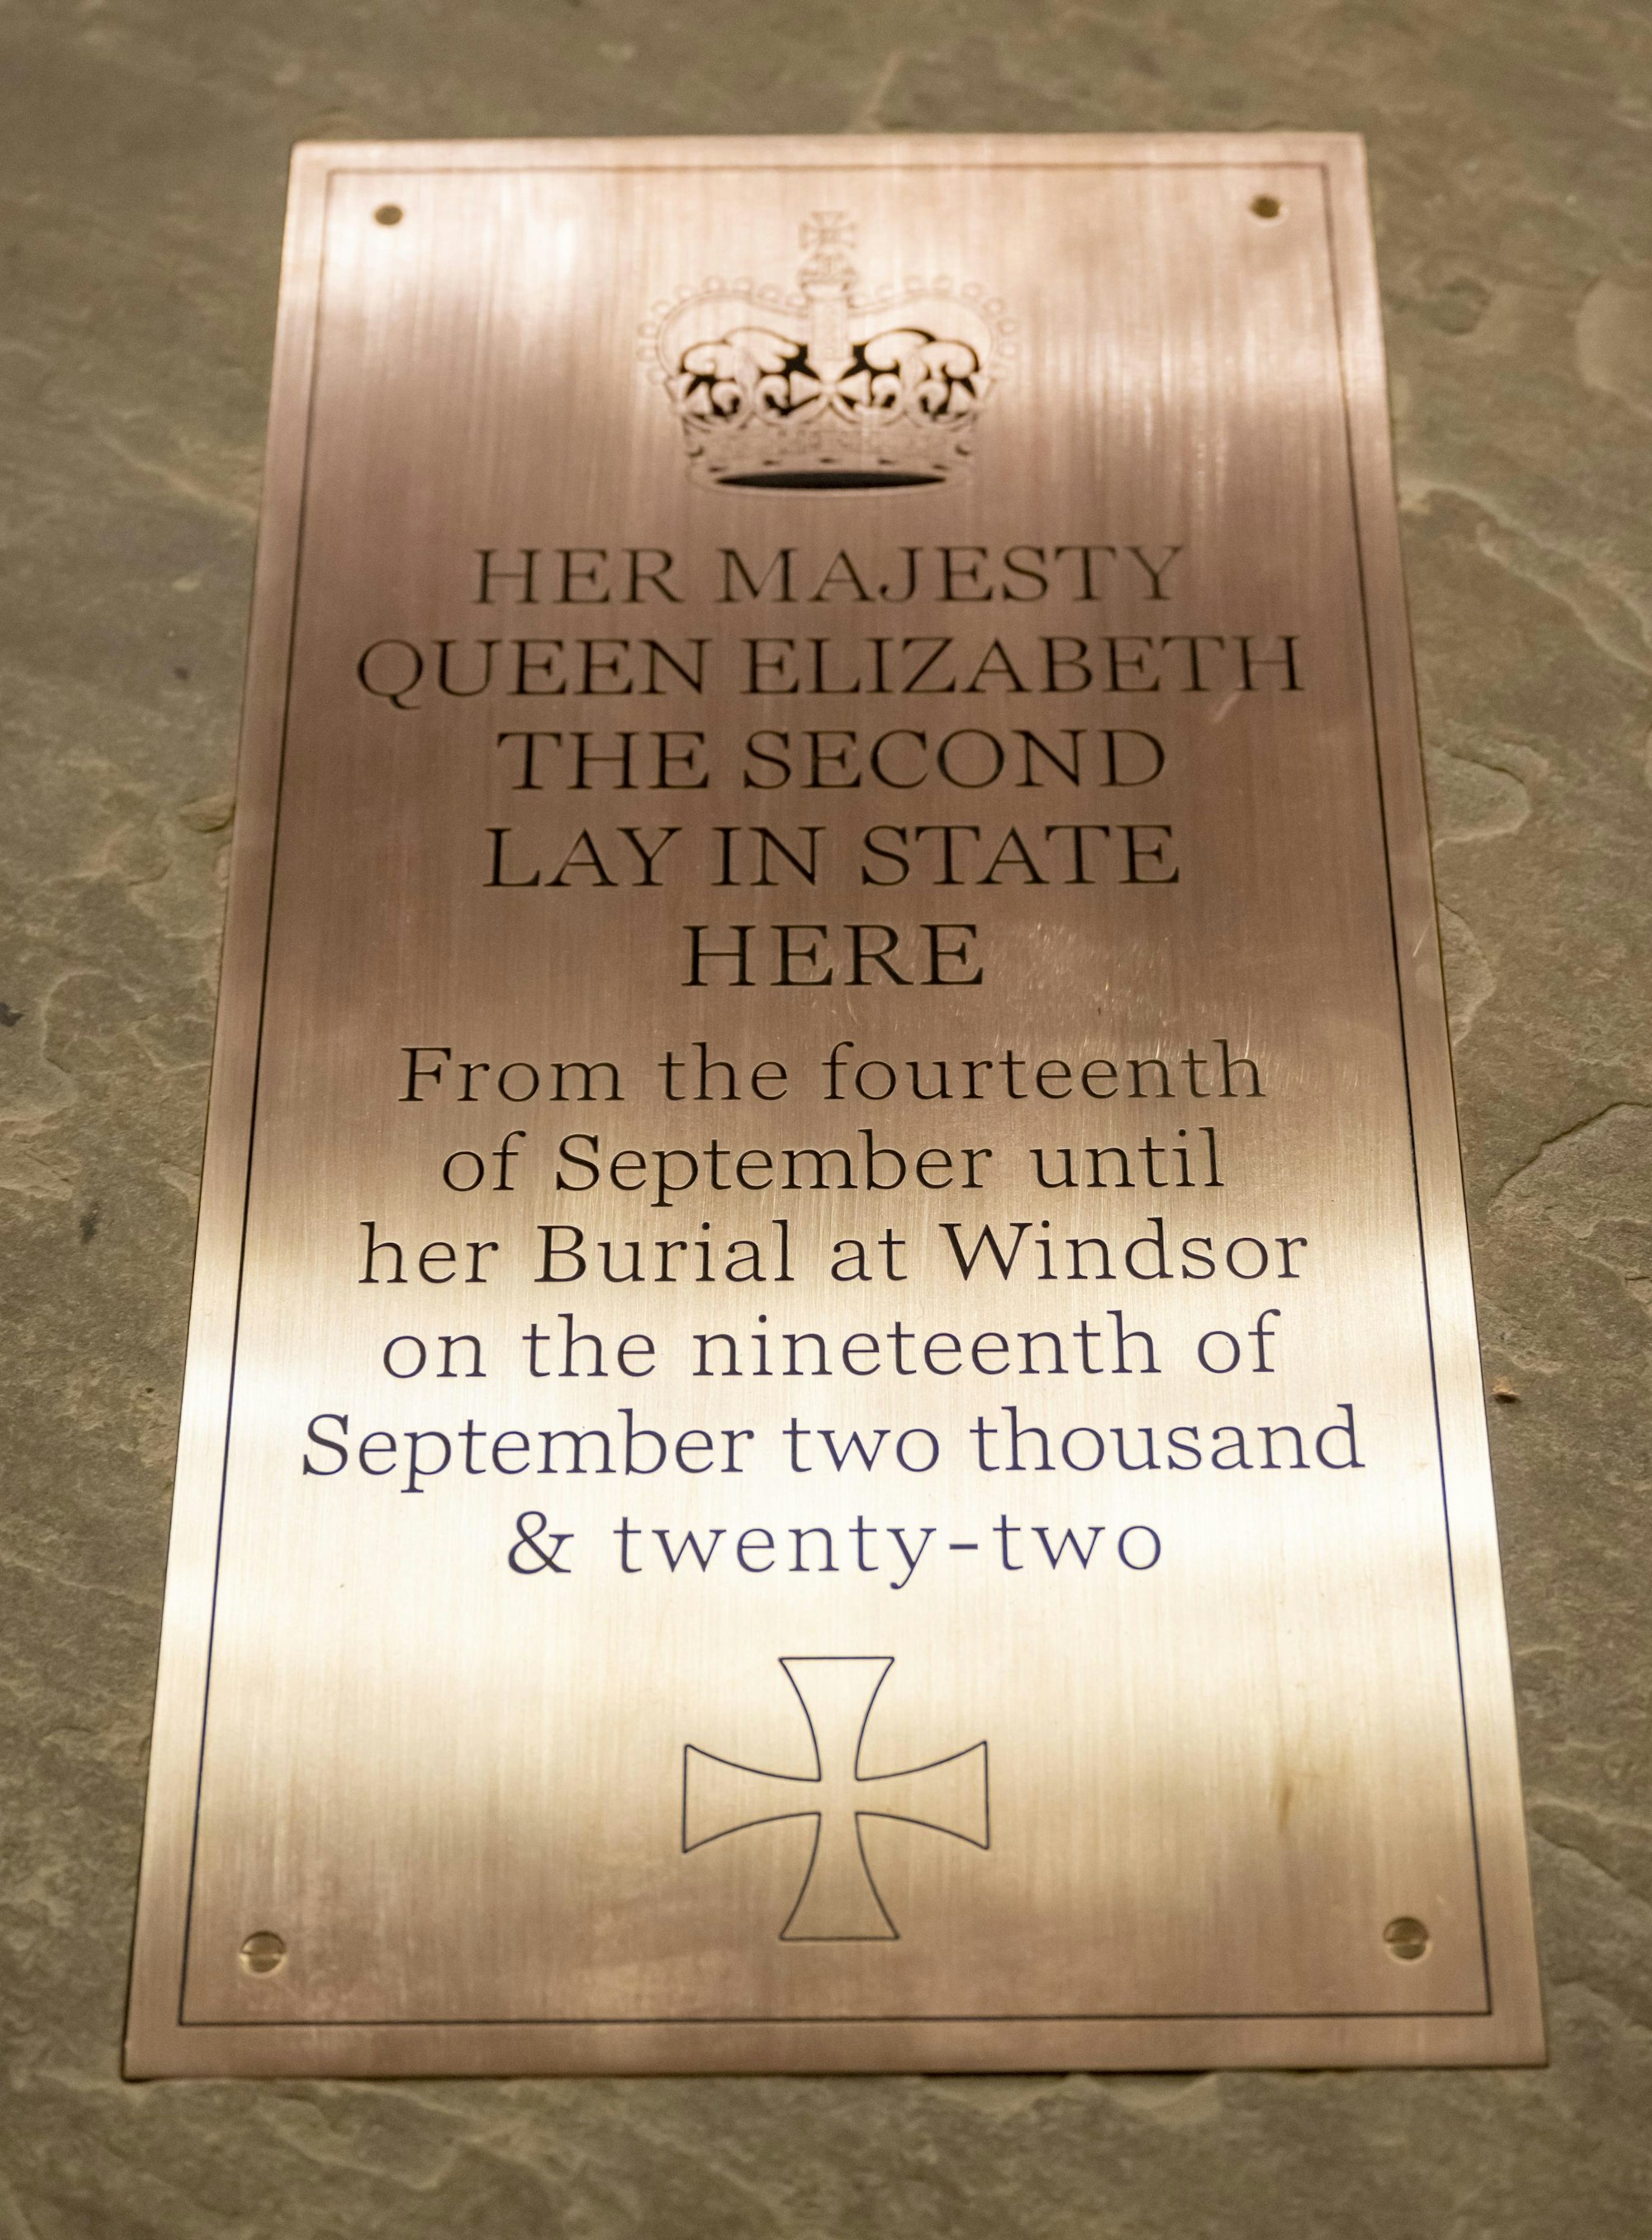 HER MAJESTY
QUEEN ELIZABETH
THE SECOND
LAY IN STATE
HERE
From the fourteenth
of September until
her Burial at Windsor
on the nineteenth of
September two thousand
& twenty-two